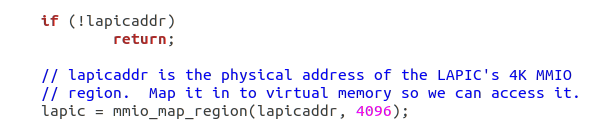 if (!lapicaddr)
return;
// lapicaddr is the physical address of the LAPIC's 4K MMIO
// region.  Map it in to virtual memory so we can access it.
lapic = mmio_map_region(lapicaddr, 4096);